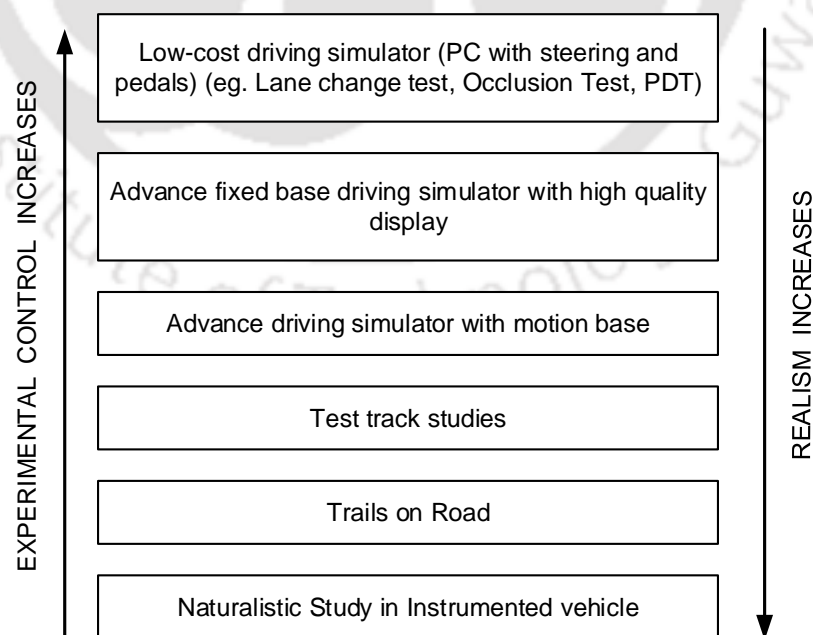 Low-cost driving simulator (PC with steering and
pedals) (eg. Lane change test, Occlusion Test, PDT)
Advance fixed base driving simulator with high quality
display
Advance driving simulator with motion base
Test track studies
Trails on Road
Naturalistic Study in Instrumented vehicle
EXPERIMENTAL CONTROL INCREASES
REALISM INCREASES